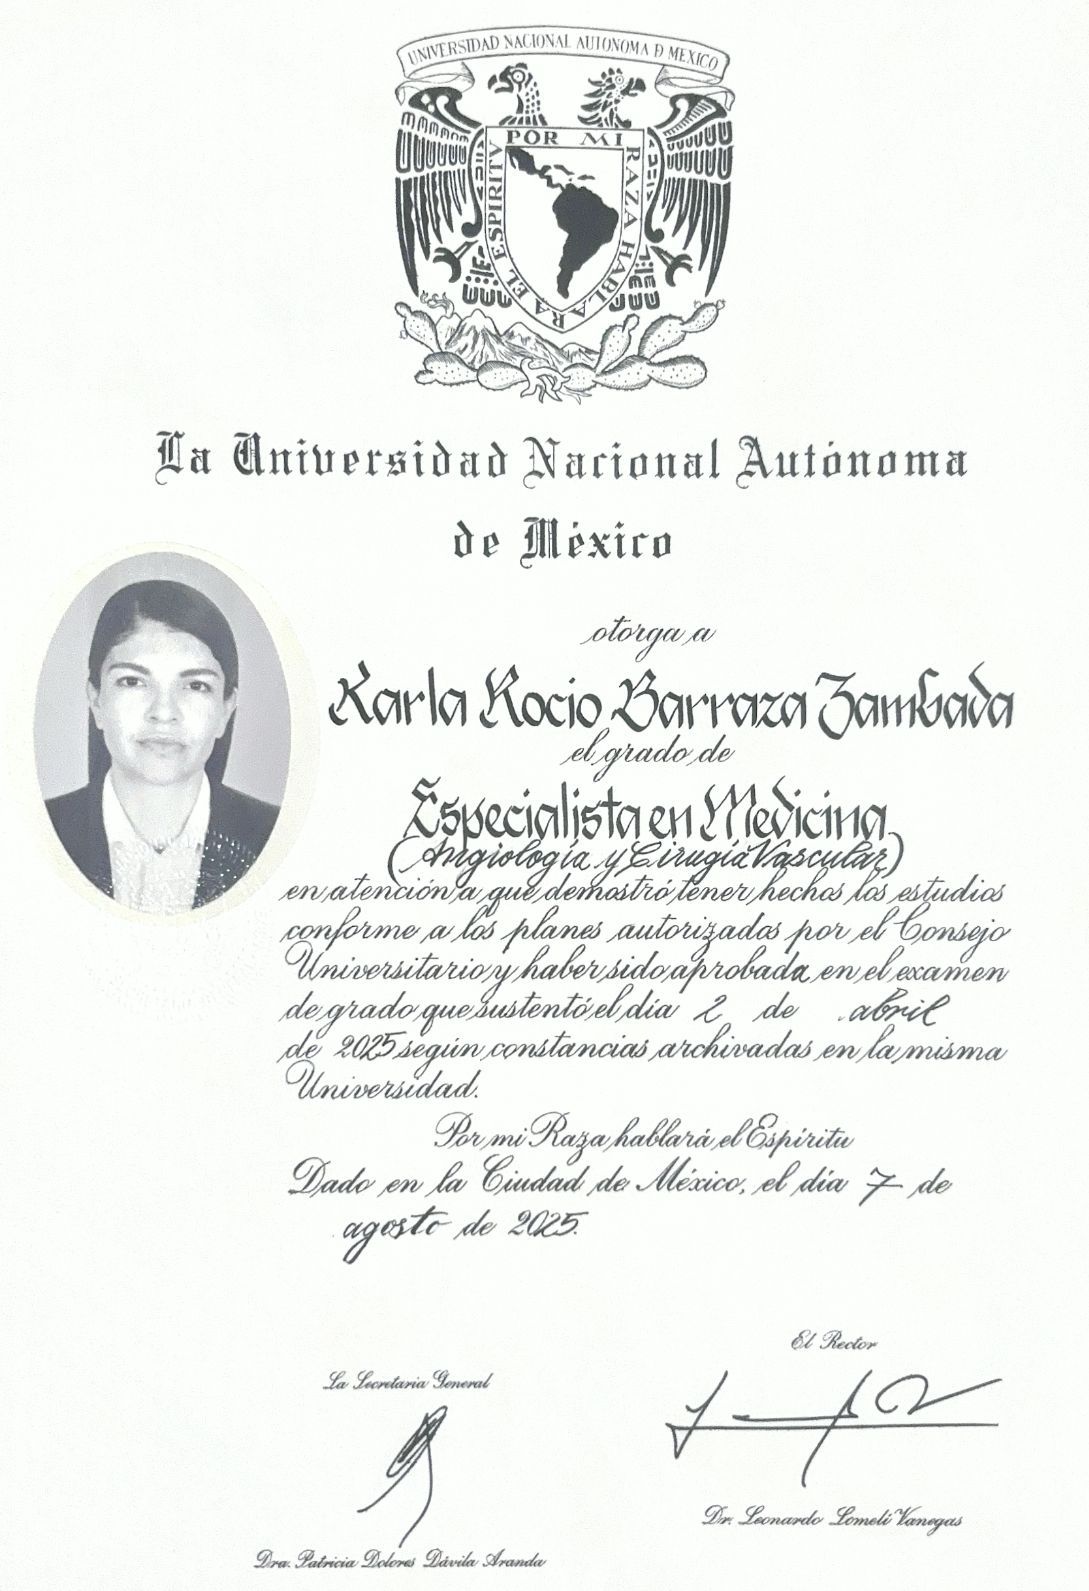 UNIVERSIDAD NACIONAL AUTONOMA D MEXICO
POR MI RAZA HABLARA EL ESPIRITU
La Universidad Nacional Autónoma
de México
otorga a
Karla Rocio Barraza Zambada
el grado de
Especialista en Medicina
(Angiología y Cirugía Vascular)
en atención a que demostró tener hechos los estudios
conforme a los planes autorizados por el Consejo
Universitario y haber sido aprobada en el examen
de grado que sustentó el día 2 de abril
de 2025 según constancias archivadas en la misma
Universidad.
Por mi Raza hablará el Espíritu
Dado en la Ciudad de México, el día 7 de
agosto de 2025.
El Rector
La Secretaria General
Dr. Leonardo Lomelí Vanegas
Dra. Patricia Dolores Dávila Aranda